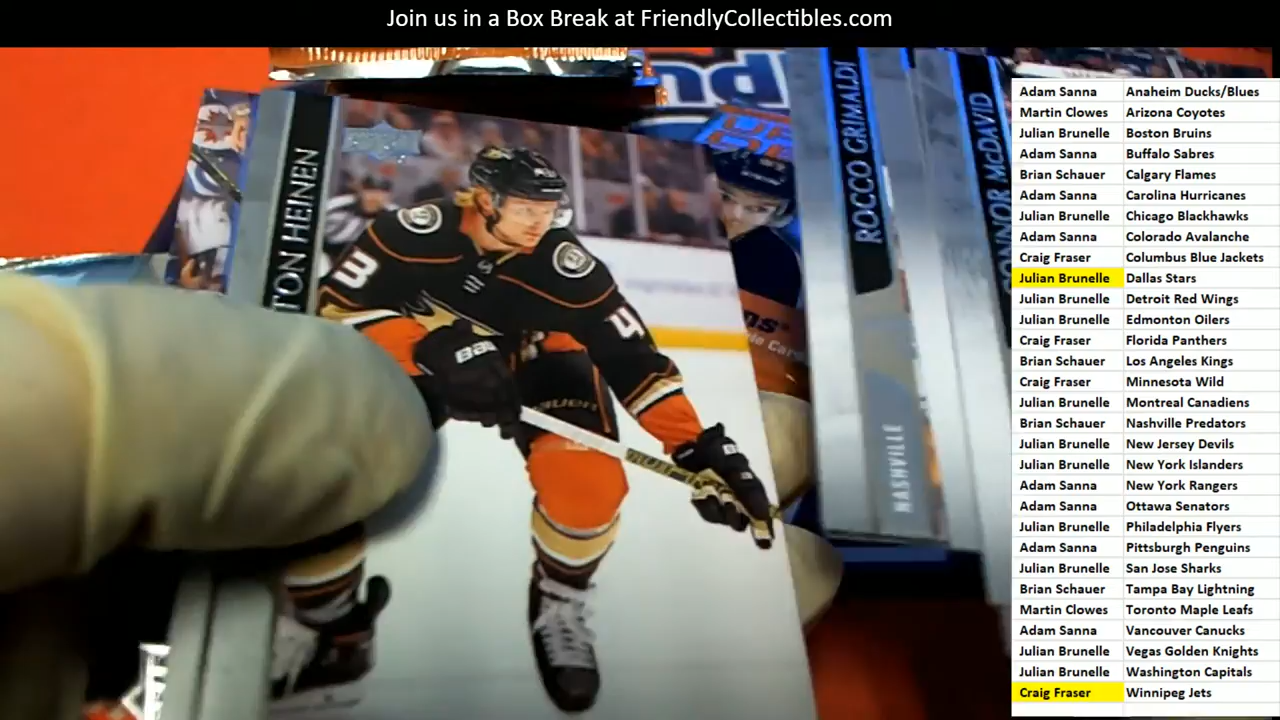 Join us in a Box Break at FriendlyCollectibles.com
TON HEINEN
43
nd
ROCCO GRIMALDI
NASHVILLE
CONNOR McDAVID
Adam Sanna Anaheim Ducks/Blues
Martin Clowes Arizona Coyotes
Julian Brunelle Boston Bruins
Adam Sanna Buffalo Sabres
Brian Schauer Calgary Flames
Adam Sanna Carolina Hurricanes
Julian Brunelle Chicago Blackhawks
Adam Sanna Colorado Avalanche
Craig Fraser Columbus Blue Jackets
Julian Brunelle Dallas Stars
Julian Brunelle Detroit Red Wings
Julian Brunelle Edmonton Oilers
Craig Fraser Florida Panthers
Brian Schauer Los Angeles Kings
Craig Fraser Minnesota Wild
Julian Brunelle Montreal Canadiens
Brian Schauer Nashville Predators
Julian Brunelle New Jersey Devils
Julian Brunelle New York Islanders
Adam Sanna New York Rangers
Adam Sanna Ottawa Senators
Julian Brunelle Philadelphia Flyers
Adam Sanna Pittsburgh Penguins
Julian Brunelle San Jose Sharks
Brian Schauer Tampa Bay Lightning
Martin Clowes Toronto Maple Leafs
Adam Sanna Vancouver Canucks
Julian Brunelle Vegas Golden Knights
Julian Brunelle Washington Capitals
Craig Fraser Winnipeg Jets